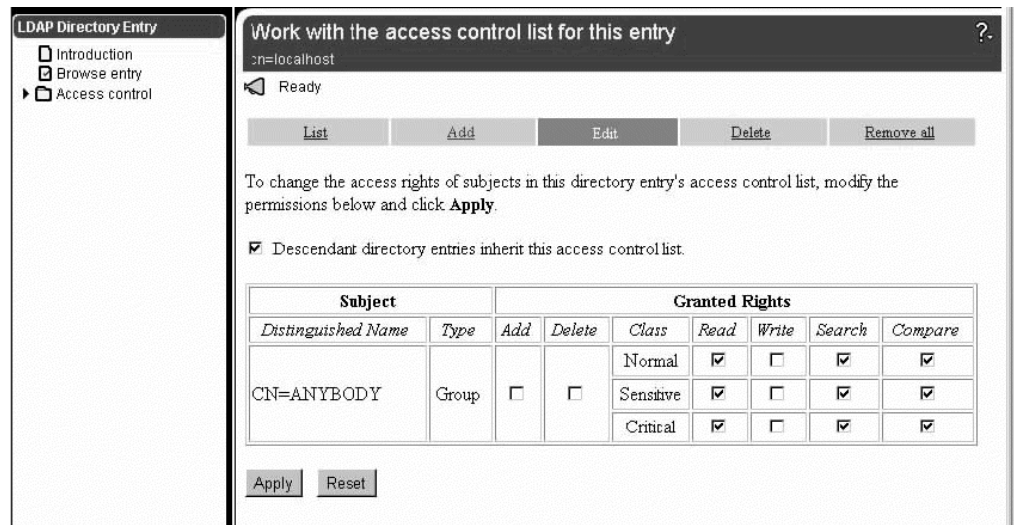 LDAP Directory Entry
Introduction
Browse entry
Access control
Work with the access control list for this entry
cn=localhost
?
Ready
List Add Edit Delete Remove all
To change the access rights of subjects in this directory entry's access control list, modify the
permissions below and click Apply.
Descendant directory entries inherit this access control list.
Subject Granted Rights
Distinguished Name Type Add Delete Class Read Write Search Compare
Normal
CN=ANYBODY Group Sensitive
Critical
Apply Reset